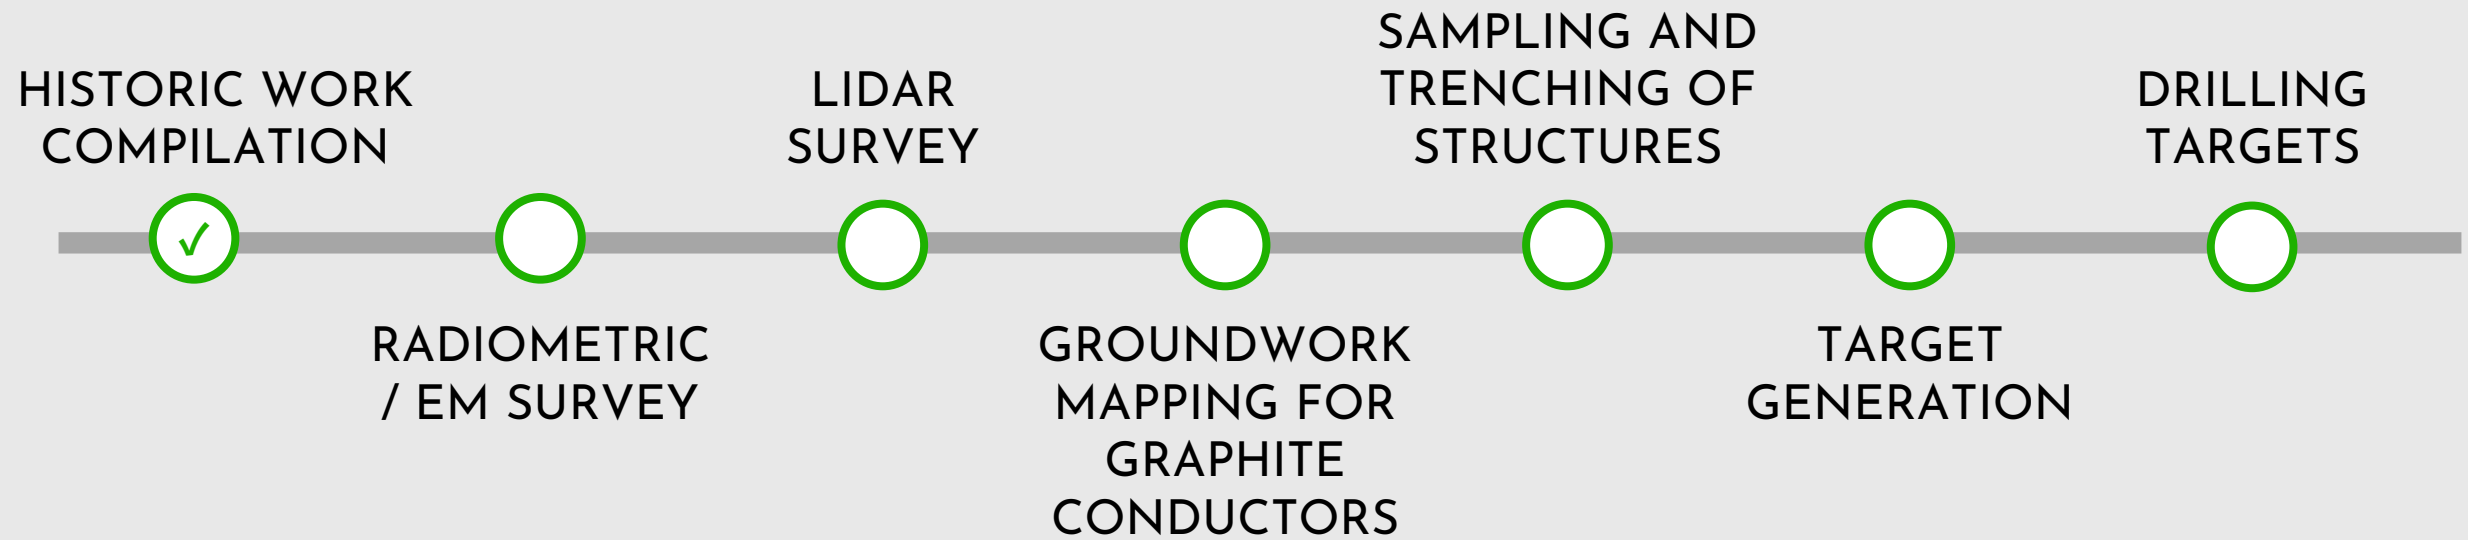 HISTORIC WORK
COMPILATION
RADIOMETRIC
/ EM SURVEY
LIDAR
SURVEY
GROUNDWORK
MAPPING FOR
GRAPHITE
CONDUCTORS
SAMPLING AND
TRENCHING OF
STRUCTURES
TARGET
GENERATION
DRILLING
TARGETS